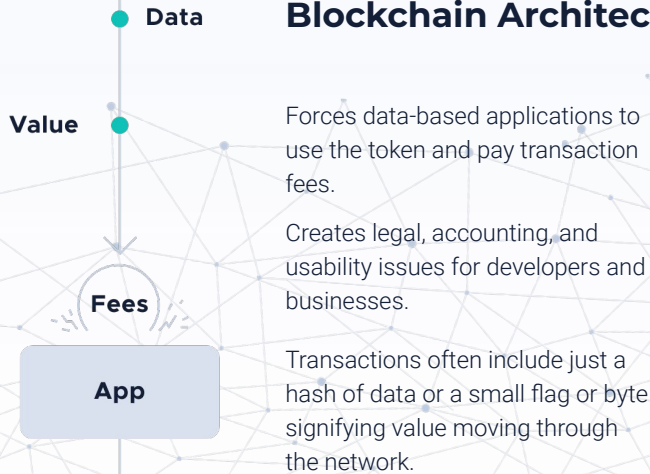 Data
Value
Fees
App
Blockchain Architec
Forces data-based applications to
use the token and pay transaction
fees.
Creates legal, accounting, and
usability issues for developers and
businesses.
Transactions often include just a
hash of data or a small flag or byte
signifying value moving through
the network.